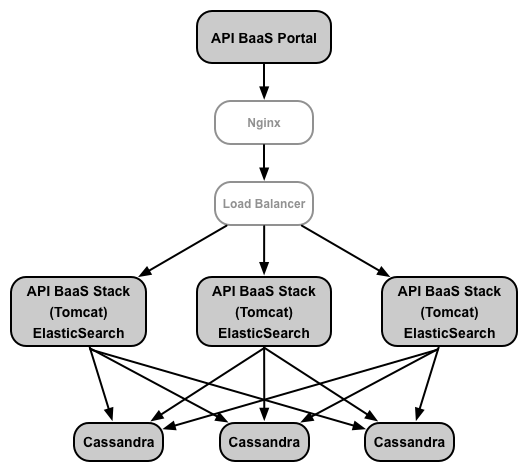 API BaaS Portal
Nginx
Load Balancer
API BaaS Stack
(Tomcat)
ElasticSearch
API BaaS Stack
(Tomcat)
ElasticSearch
API BaaS Stack
(Tomcat)
ElasticSearch
Cassandra
Cassandra
Cassandra